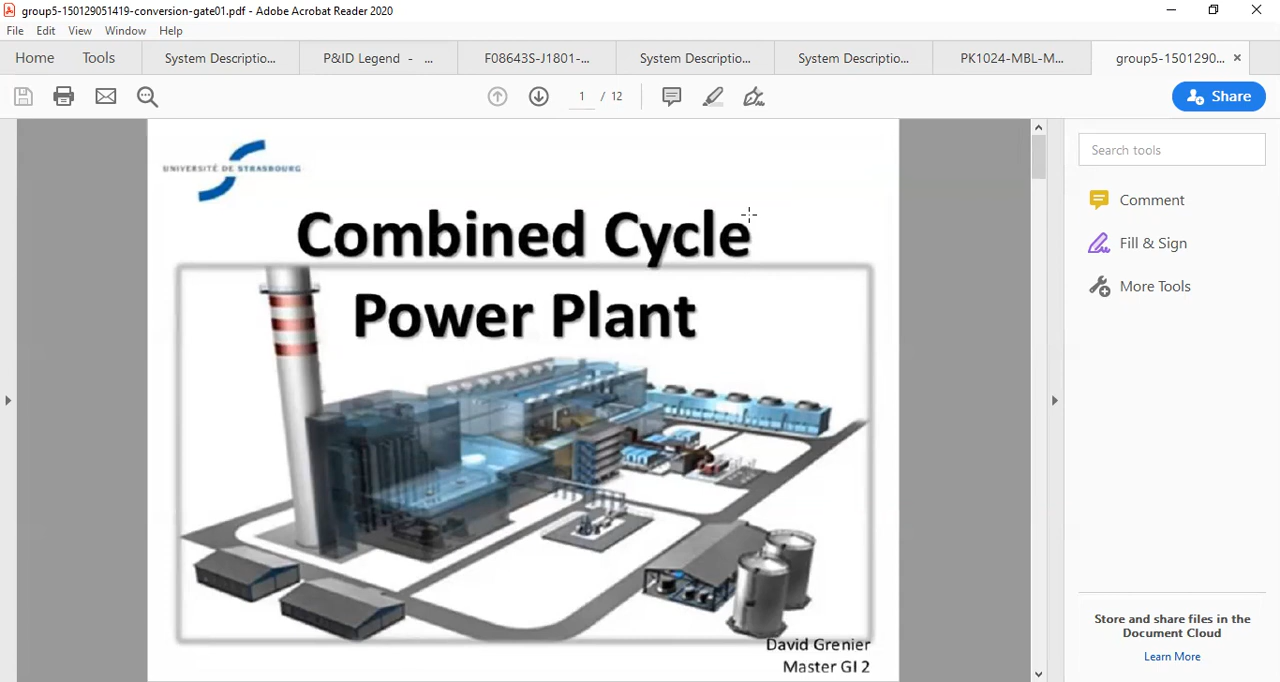 group5-150129051419-conversion-gate01.pdf - Adobe Acrobat Reader 2020
File Edit View Window Help
Home Tools System Descriptio... P&ID Legend - ... F08643S-J1801-... System Descriptio... System Descriptio... PK1024-MBL-M... group5-1501290... ×
1 / 12 Share
UNIVERSITÉ DE STRASBOURG
Combined Cycle
Power Plant
David Grenier
Master GI 2
Search tools
Comment
Fill & Sign
More Tools
Store and share files in the
Document Cloud
Learn More